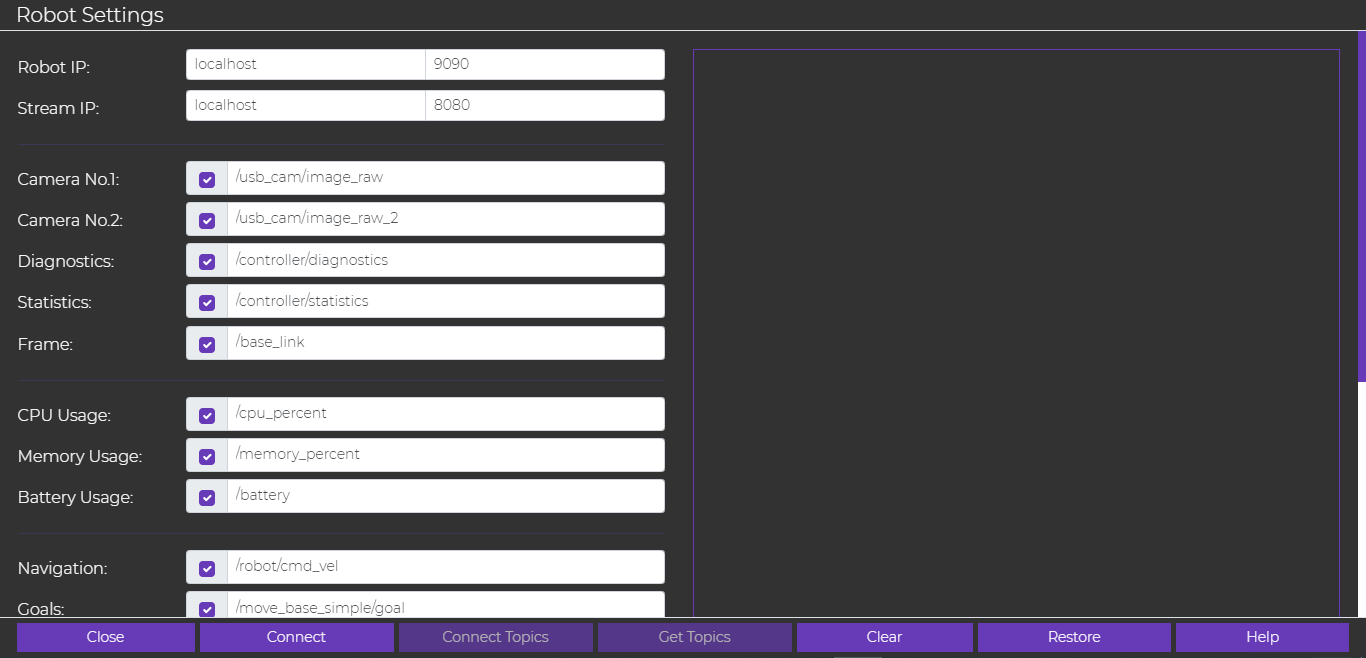 Robot Settings
Robot IP: localhost 9090
Stream IP: localhost 8080
Camera No.1: /usb_cam/image_raw
Camera No.2: /usb_cam/image_raw_2
Diagnostics: /controller/diagnostics
Statistics: /controller/statistics
Frame: /base_link
CPU Usage: /cpu_percent
Memory Usage: /memory_percent
Battery Usage: /battery
Navigation: /robot/cmd_vel
Goals: /move_base_simple/goal
Close Connect Connect Topics Get Topics Clear Restore Help